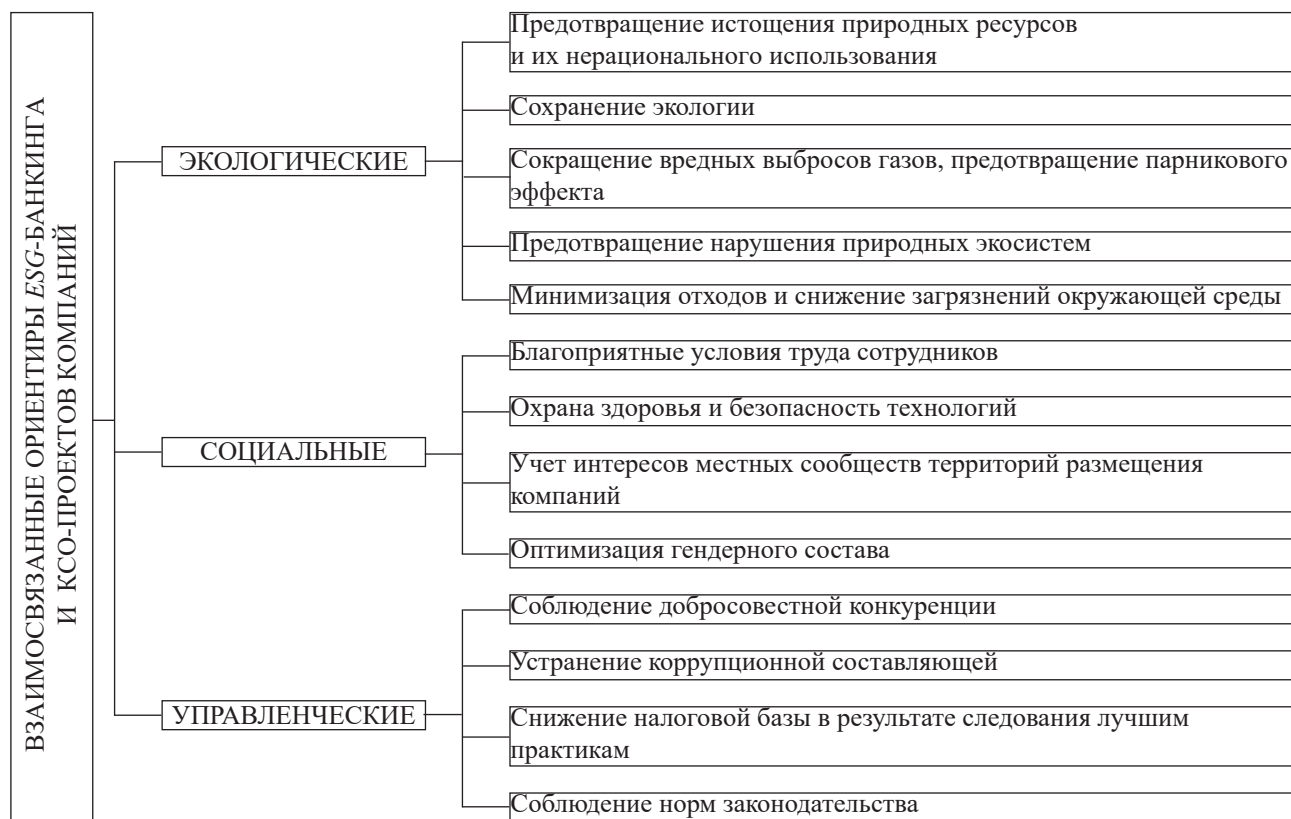 ВЗАИМОСВЯЗАННЫЕ ОРИЕНТИРЫ ESG-БАНКИНГА
И КСО-ПРОЕКТОВ КОМПАНИЙ
ЭКОЛОГИЧЕСКИЕ
Предотвращение истощения природных ресурсов
и их нерационального использования
Сохранение экологии
Сокращение вредных выбросов газов, предотвращение парникового
эффекта
Предотвращение нарушения природных экосистем
Минимизация отходов и снижение загрязнений окружающей среды
СОЦИАЛЬНЫЕ
Благоприятные условия труда сотрудников
Охрана здоровья и безопасность технологий
Учет интересов местных сообществ территорий размещения
компаний
Оптимизация гендерного состава
УПРАВЛЕНЧЕСКИЕ
Соблюдение добросовестной конкуренции
Устранение коррупционной составляющей
Снижение налоговой базы в результате следования лучшим
практикам
Соблюдение норм законодательства